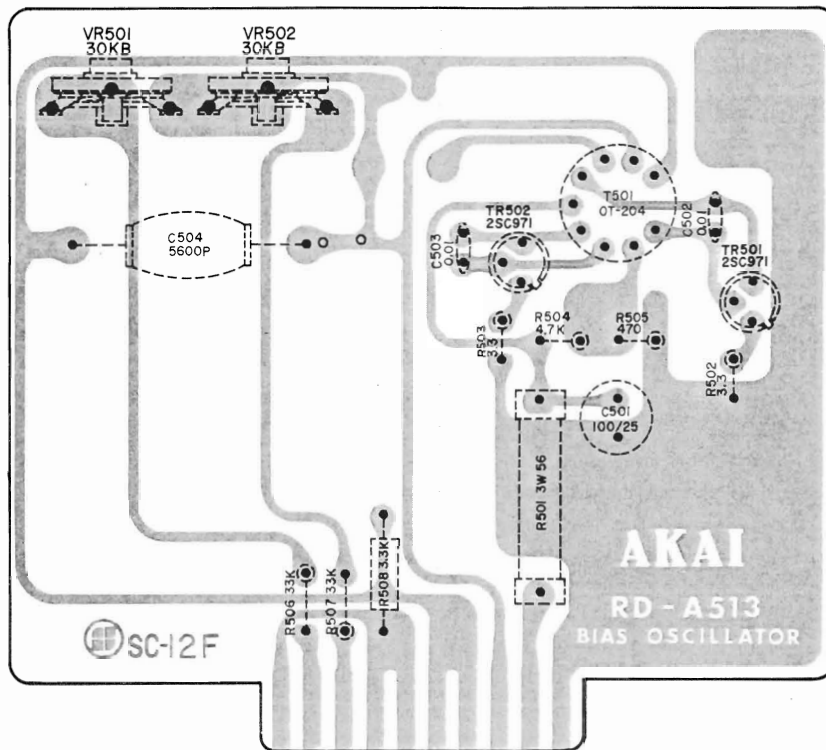 VR501
30KB
VR502
30KB
T501
OT-204
C502
0.01
TR502
2SC971
C503
0.01
C504
5600P
TR501
2SC971
R504
4.7K
R505
470
R503
3.3
R502
3.3
C501
100/25
R501 3W 56
R508 3.3K
R506 33K
R507 33K
AKAI
RD-A513
BIAS OSCILLATOR
SC-12F